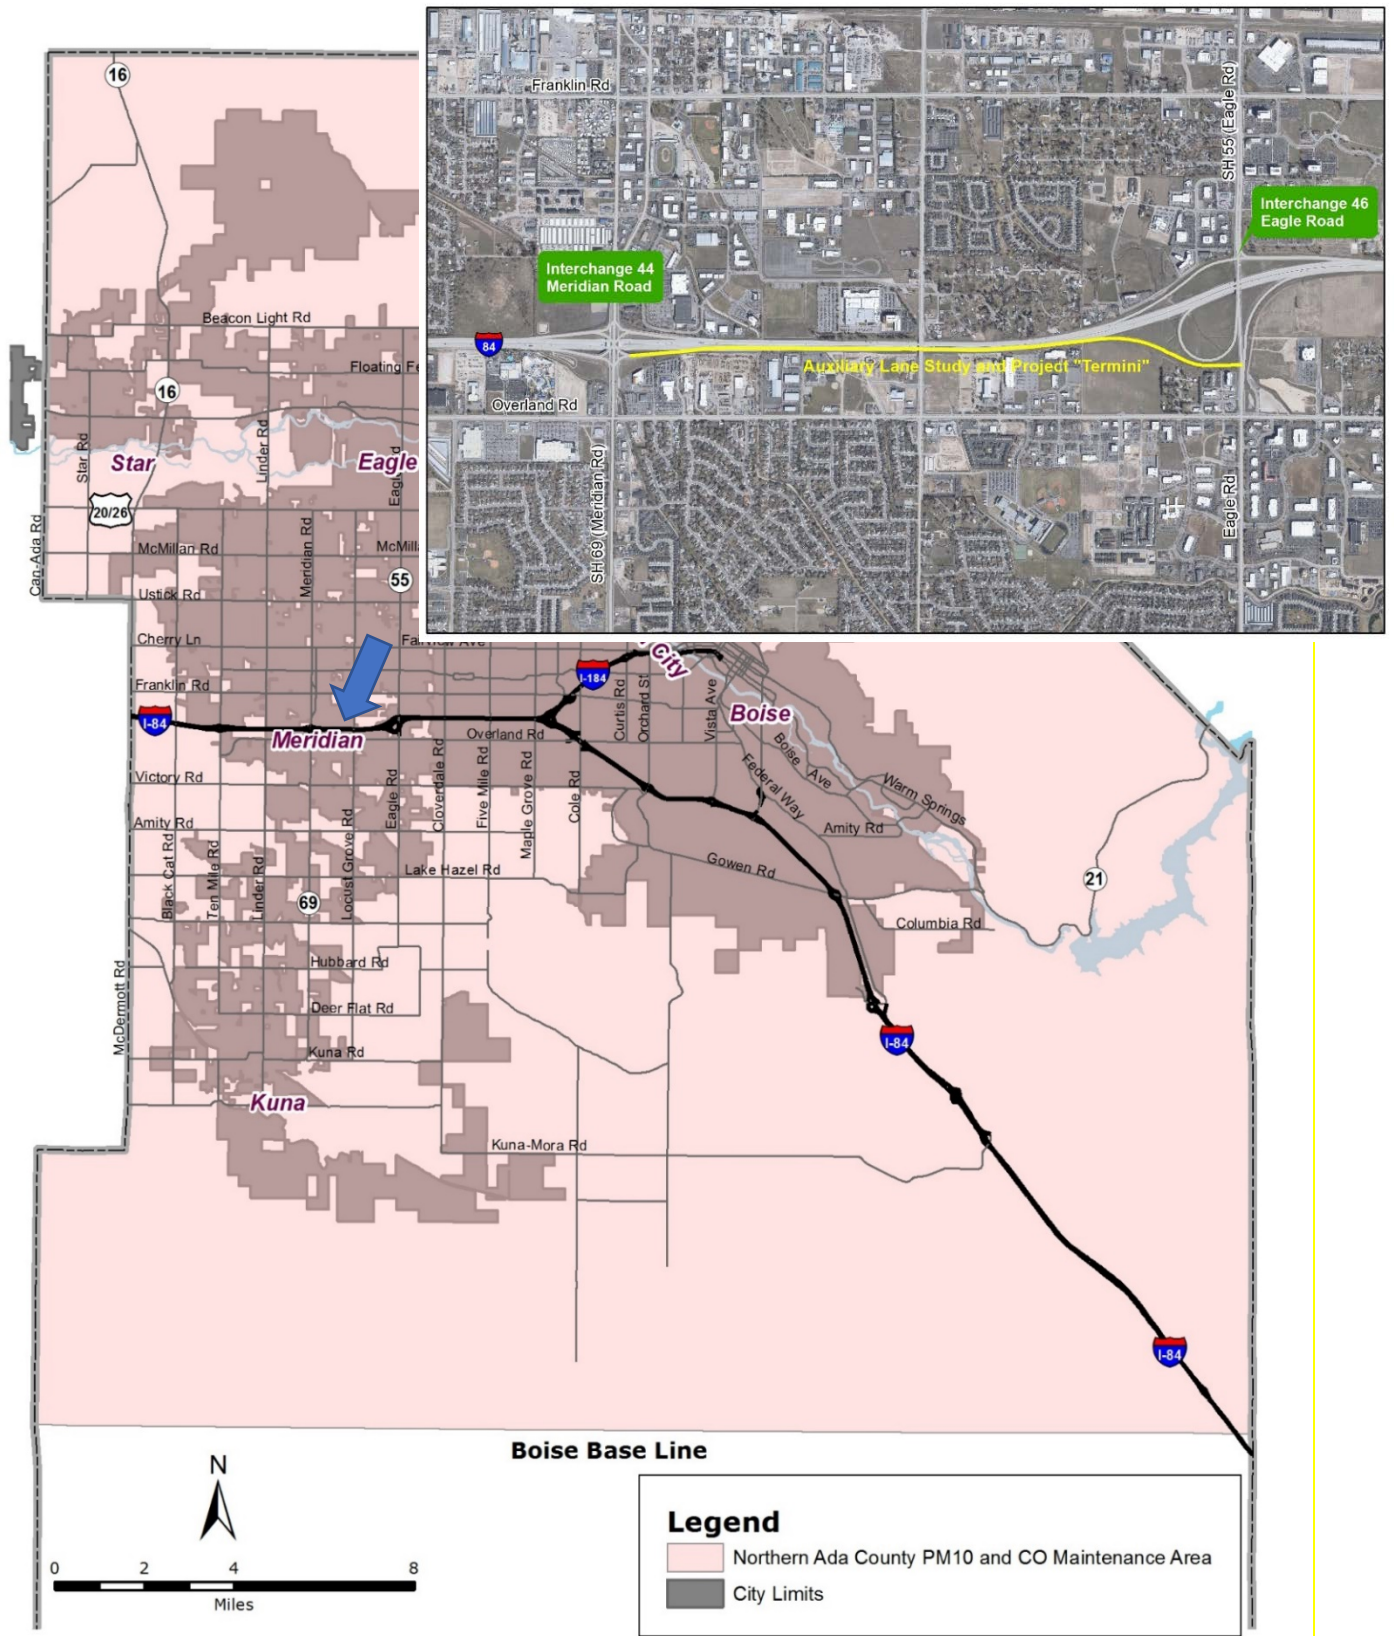 16
Beacon Light Rd
Floating Fe
16
Star Rd
Linder Rd
Star
Eagle
20/26
Can-Ada Rd
McMillan Rd
Meridian Rd
McMill
55
Ustick Rd
Cherry Ln
Fairview Ave
Franklin Rd
I-84
Meridian
Franklin Rd
SH 55 (Eagle Rd)
Interchange 46
Eagle Road
Interchange 44
Meridian Road
84
Auxiliary Lane Study and Project "Termini"
Overland Rd
SH 69 (Meridian Rd)
Eagle Rd
City
I-184
Curtis Rd
Orchard St
Vista Ave
Boise
Overland Rd
Boise Ave
Federal Way
Warm Springs
Victory Rd
Eagle Rd
Cloverdale Rd
Five Mile Rd
Maple Grove Rd
Cole Rd
Amity Rd
Amity Rd
Black Cat Rd
Ten Mile Rd
Linder Rd
Locust Grove Rd
Lake Hazel Rd
Gowen Rd
21
69
Columbia Rd
McDermott Rd
Hubbard Rd
Deer Flat Rd
I-84
Kuna Rd
Kuna
Kuna-Mora Rd
I-84
Boise Base Line
N
0 2 4 8
Miles
Legend
Northern Ada County PM10 and CO Maintenance Area
City Limits